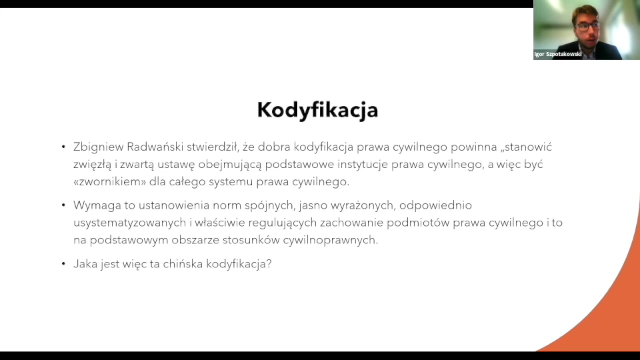 Igor Szpotakowski
Kodyfikacja
• Zbigniew Radwański stwierdził, że dobra kodyfikacja prawa cywilnego powinna „stanowić
zwięzłą i zwartą ustawę obejmującą podstawowe instytucje prawa cywilnego, a więc być
«zwornikiem» dla całego systemu prawa cywilnego.
• Wymaga to ustanowienia norm spójnych, jasno wyrażonych, odpowiednio
usystematyzowanych i właściwie regulujących zachowanie podmiotów prawa cywilnego i to
na podstawowym obszarze stosunków cywilnoprawnych.
• Jaka jest więc ta chińska kodyfikacja?